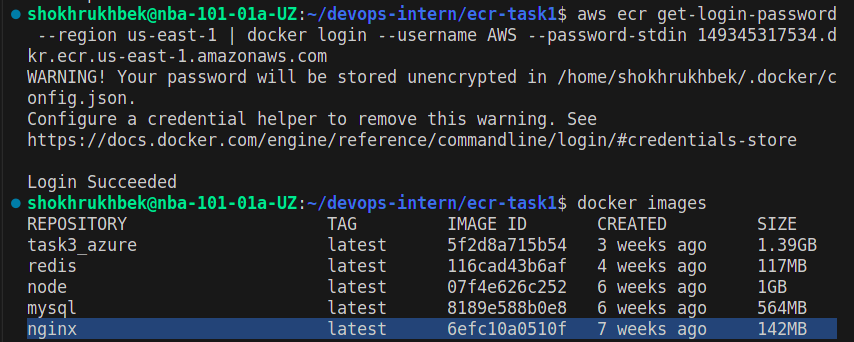 shokhrukhbek@nba-101-01a-UZ:~/devops-intern/ecr-task1$ aws ecr get-login-password
 --region us-east-1 | docker login --username AWS --password-stdin 149345317534.d
kr.ecr.us-east-1.amazonaws.com
WARNING! Your password will be stored unencrypted in /home/shokhrukhbek/.docker/c
onfig.json.
Configure a credential helper to remove this warning. See
https://docs.docker.com/engine/reference/commandline/login/#credentials-store

Login Succeeded
shokhrukhbek@nba-101-01a-UZ:~/devops-intern/ecr-task1$ docker images
REPOSITORY                    TAG         IMAGE ID       CREATED         SIZE
task3_azure                   latest      5f2d8a715b54   3 weeks ago     1.39GB
redis                         latest      116cad43b6af   4 weeks ago     117MB
node                          latest      07f4e626c252   6 weeks ago     1GB
mysql                         latest      8189e588b0e8   6 weeks ago     564MB
nginx                         latest      6efc10a0510f   7 weeks ago     142MB